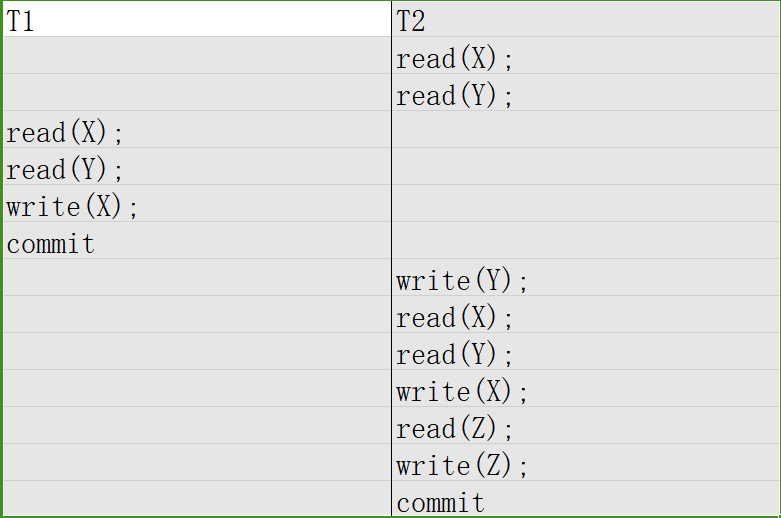 T1 T2
read(X);
read(Y);
read(X);
read(Y);
write(X);
commit
write(Y);
read(X);
read(Y);
write(X);
read(Z);
write(Z);
commit